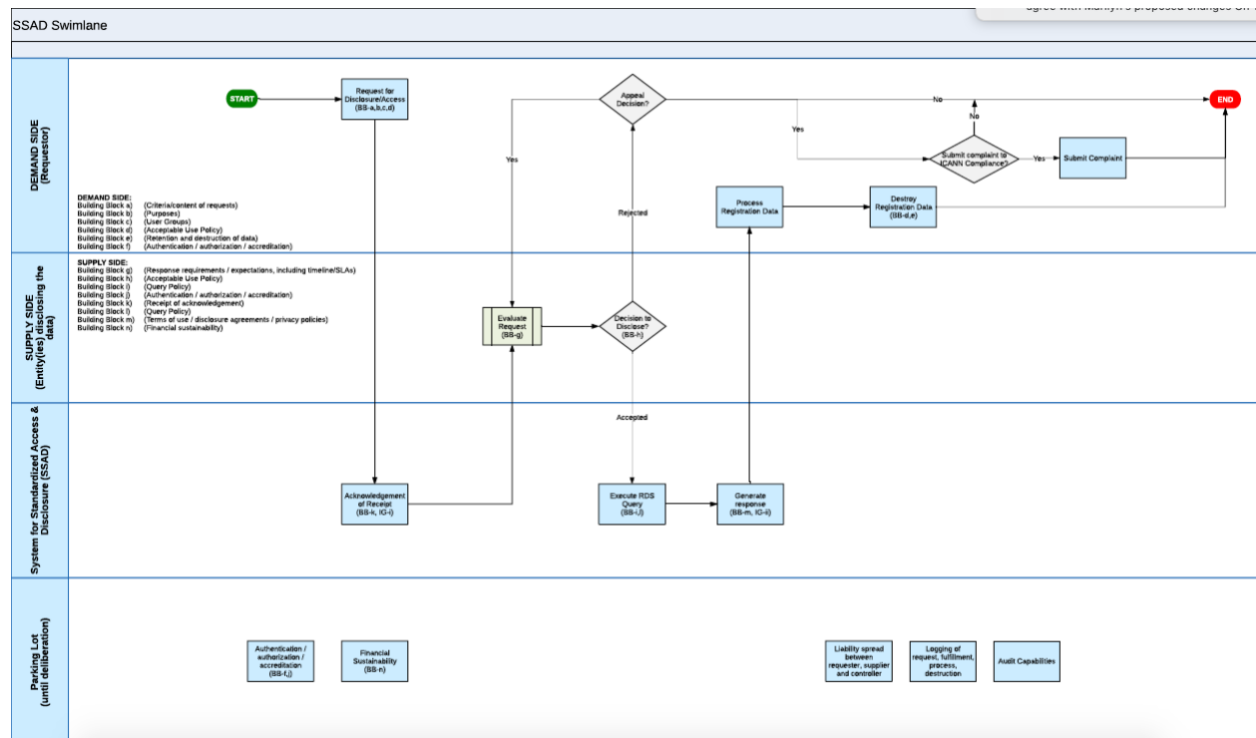 agree with Marilyn's proposed changes
SSAD Swimlane
DEMAND SIDE
(Requestor)
START
Request for
Disclosure/Access
(BB-a,b,c,d)
Appeal
Decision?
No
END
Yes
Yes
No
Submit complaint to
ICANN Compliance?
Yes
Submit Complaint
Process
Registration Data
Destroy
Registration Data
(BB-d,e)
Rejected
DEMAND SIDE:
Building Block a) (Criteria/content of requests)
Building Block b) (Purposes)
Building Block c) (User Groups)
Building Block d) (Acceptable Use Policy)
Building Block e) (Retention and destruction of data)
Building Block f) (Authentication / authorization / accreditation)
SUPPLY SIDE
(Entity(ies) disclosing the
data)
SUPPLY SIDE:
Building Block g) (Response requirements / expectations, including timeline/SLAs)
Building Block h) (Acceptable Use Policy)
Building Block i) (Query Policy)
Building Block j) (Authentication / authorization / accreditation)
Building Block k) (Receipt of acknowledgement)
Building Block l) (Query Policy)
Building Block m) (Terms of use / disclosure agreements / privacy policies)
Building Block n) (Financial sustainability)
Evaluate
Request
(BB-g)
Decision to
Disclose?
(BB-h)
Accepted
System for Standardized Access &
Disclosure (SSAD)
Acknowledgement
of Receipt
(BB-k, IG-i)
Execute RDS
Query
(BB-i,l)
Generate
response
(BB-m, IG-ii)
Parking Lot
(until deliberation)
Authentication /
authorization /
accreditation
(BB-f,j)
Financial
Sustainability
(BB-n)
Liability spread
between
requester, supplier
and controller
Logging of
request, fulfillment,
process,
destruction
Audit Capabilities